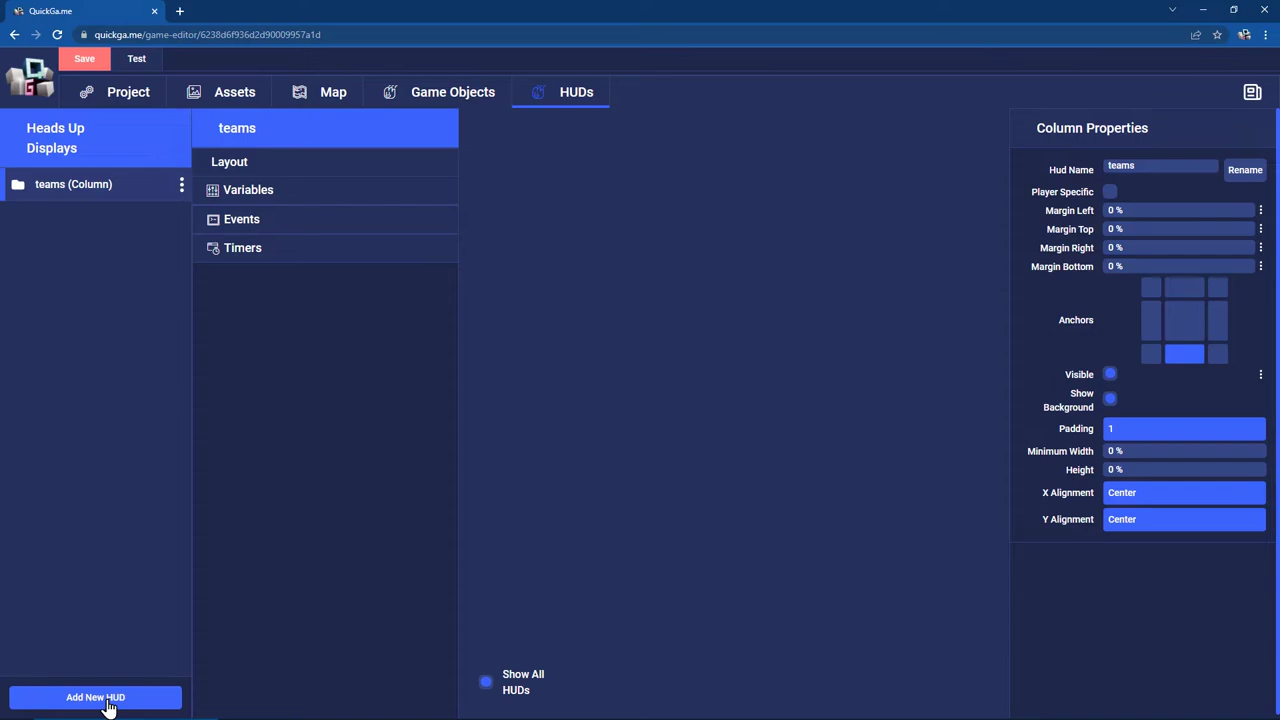 QuickGa.me
quickga.me/game-editor/6238d6f936d2d90009957a1d
Save
Test
Project
Assets
Map
Game Objects
HUDs
Heads Up
Displays
teams (Column)
Add New HUD
teams
Layout
Variables
Events
Timers
Show All
HUDs
Column Properties
Hud Name
teams
Rename
Player Specific
Margin Left
0 %
Margin Top
0 %
Margin Right
0 %
Margin Bottom
0 %
Anchors
Visible
Show
Background
Padding
1
Minimum Width
0 %
Height
0 %
X Alignment
Center
Y Alignment
Center